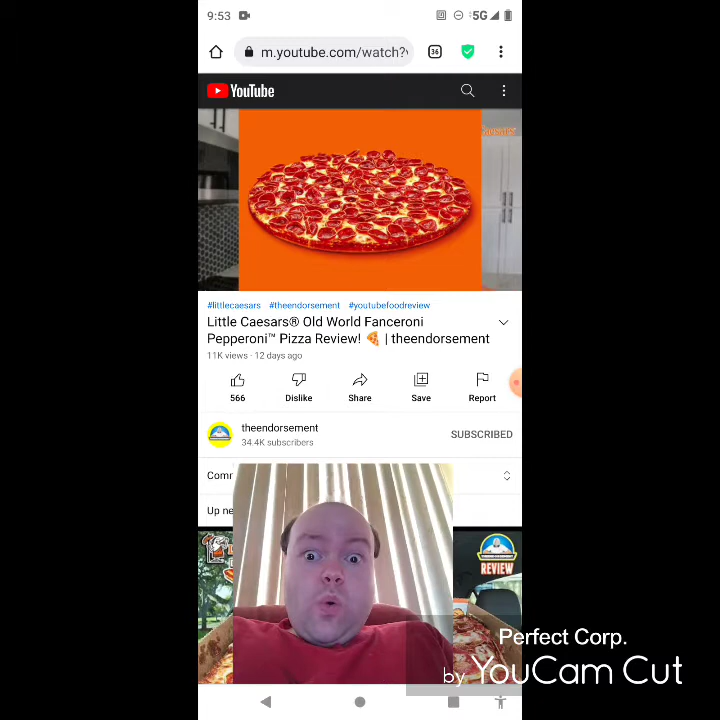 9:53
5G
m.youtube.com/watch?v
36
YouTube
Favorites
#littlecaesars #theendorsement #youtubefoodreview
Little Caesars® Old World Fanceroni
Pepperoni™ Pizza Review! 🍕 | theendorsement
11K views · 12 days ago
566
Dislike
Share
Save
Report
theendorsement
34.4K subscribers
SUBSCRIBED
Comr
Up ne
REVIEW
Perfect Corp.
by YouCam Cut